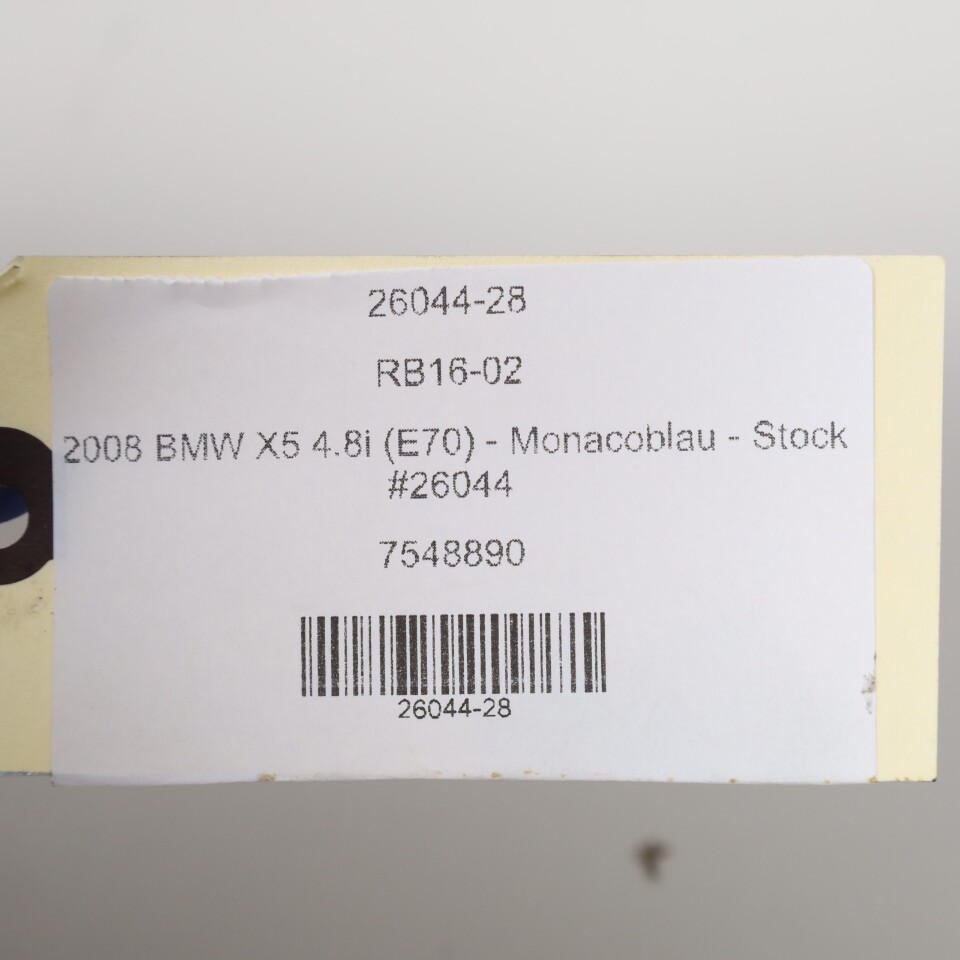 26044-28
RB16-02
2008 BMW X5 4.8i (E70) - Monacoblau - Stock
#26044
7548890
26044-28